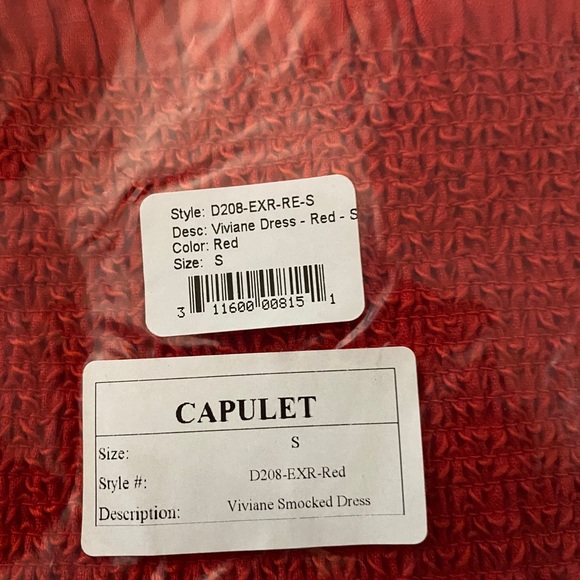 Style: D208-EXR-RE-S
Desc: Viviane Dress - Red - S
Color: Red
Size: S
3 11600 00815 1
CAPULET
Size: S
Style #: D208-EXR-Red
Description: Viviane Smocked Dress